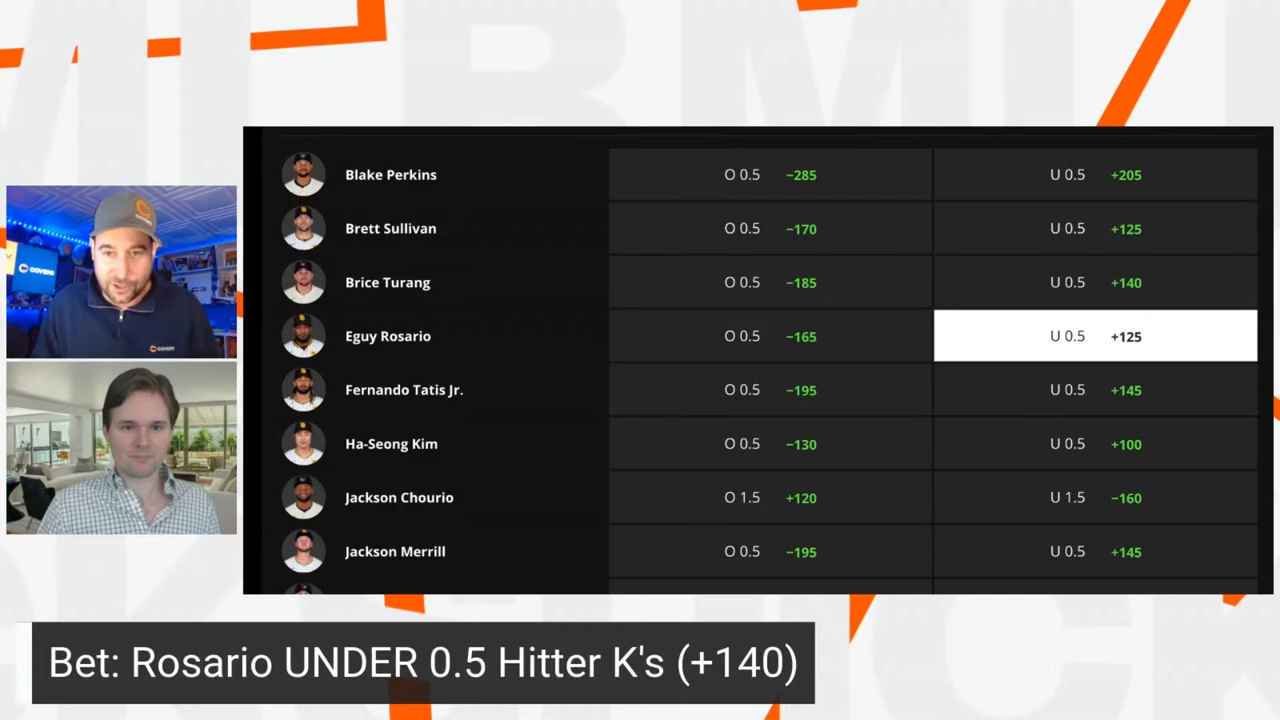 Blake Perkins O 0.5 −285 U 0.5 +205
Brett Sullivan O 0.5 −170 U 0.5 +125
Brice Turang O 0.5 −185 U 0.5 +140
Eguy Rosario O 0.5 −165 U 0.5 +125
Fernando Tatis Jr. O 0.5 −195 U 0.5 +145
Ha-Seong Kim O 0.5 −130 U 0.5 +100
Jackson Chourio O 1.5 +120 U 1.5 −160
Jackson Merrill O 0.5 −195 U 0.5 +145
COVERS
COVERS
COVERS
Bet: Rosario UNDER 0.5 Hitter K's (+140)